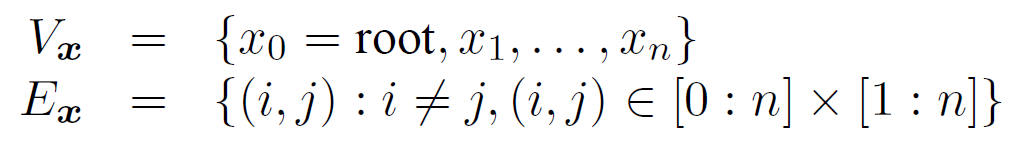 V_x = {x_0 = root, x_1, . . . , x_n}
E_x = {(i, j) : i ≠ j, (i, j) ∈ [0 : n] × [1 : n]}